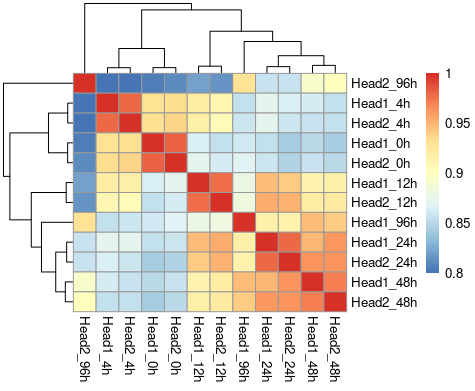 Head2_96h
Head1_4h
Head2_4h
Head1_0h
Head2_0h
Head1_12h
Head2_12h
Head1_96h
Head1_24h
Head2_24h
Head1_48h
Head2_48h
1
0.95
0.9
0.85
0.8
Head2_96h
Head1_4h
Head2_4h
Head1_0h
Head2_0h
Head1_12h
Head2_12h
Head1_96h
Head1_24h
Head2_24h
Head1_48h
Head2_48h